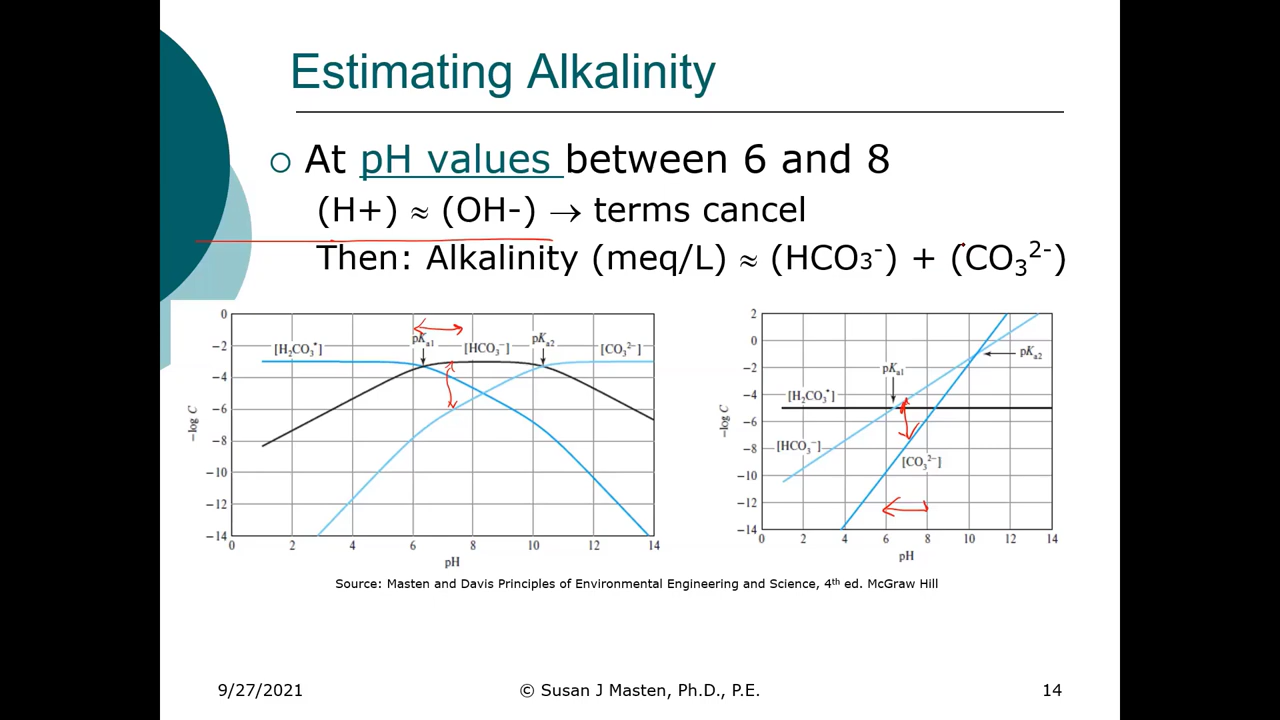 Estimating Alkalinity
At pH values between 6 and 8
(H+) ≈ (OH-) → terms cancel
Then: Alkalinity (meq/L) ≈ (HCO3⁻) + (CO₃²⁻)
0
−2
−4
−6
−8
−10
−12
−14
−log C
[H₂CO₃*]
pKa1
[HCO₃⁻]
pKa2
[CO₃²⁻]
0 2 4 6 8 10 12 14
pH
2
0
−2
−4
−6
−8
−10
−12
−14
−log C
pKa2
pKa1
[H₂CO₃*]
[HCO₃⁻]
[CO₃²⁻]
0 2 4 6 8 10 12 14
pH
Source: Masten and Davis Principles of Environmental Engineering and Science, 4th ed. McGraw Hill
9/27/2021 © Susan J Masten, Ph.D., P.E. 14